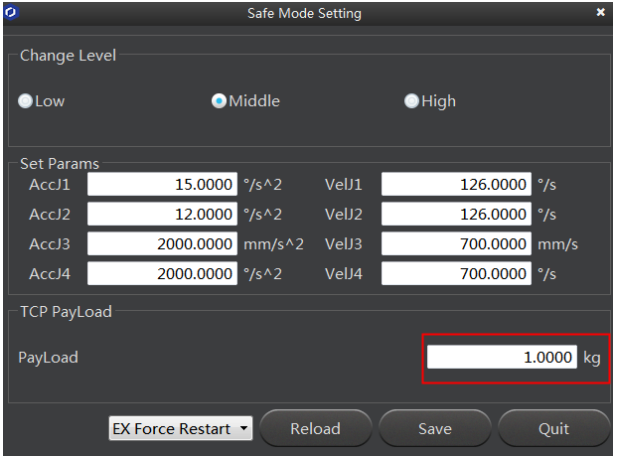 Safe Mode Setting
Change Level
Low Middle High
Set Params
AccJ1 15.0000 °/s^2 VelJ1 126.0000 °/s
AccJ2 12.0000 °/s^2 VelJ2 126.0000 °/s
AccJ3 2000.0000 mm/s^2 VelJ3 700.0000 mm/s
AccJ4 2000.0000 °/s^2 VelJ4 700.0000 °/s
TCP PayLoad
PayLoad 1.0000 kg
EX Force Restart Reload Save Quit